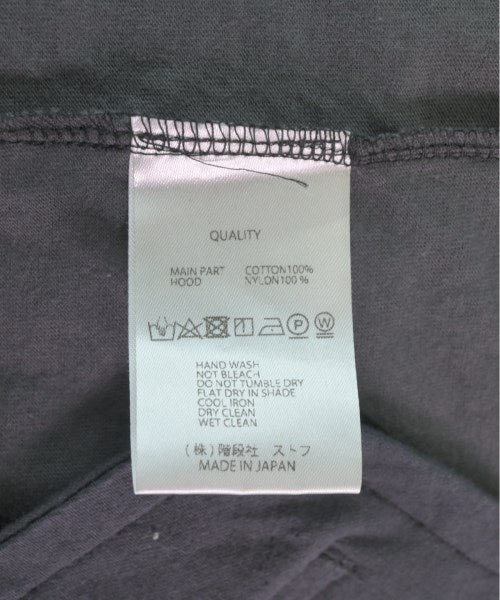 QUALITY
MAIN PART COTTON100%
HOOD NYLON100%
P W
HAND WASH
NOT BLEACH
DO NOT TUMBLE DRY
FLAT DRY IN SHADE
COOL IRON
DRY CLEAN
WET CLEAN
(株)階段社 ストフ
MADE IN JAPAN